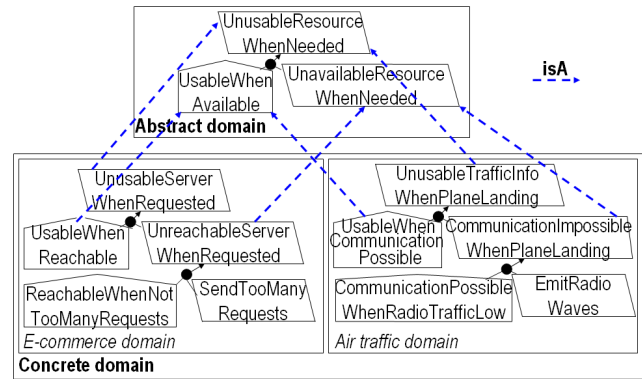 UnusableResource
WhenNeeded
isA
UsableWhen
Available
UnavailableResource
WhenNeeded
Abstract domain
UnusableServer
WhenRequested
UsableWhen
Reachable
UnreachableServer
WhenRequested
ReachableWhenNot
TooManyRequests
SendTooMany
Requests
E-commerce domain
UnusableTrafficInfo
WhenPlaneLanding
UsableWhen
Communication
Possible
CommunicationImpossible
WhenPlaneLanding
CommunicationPossible
WhenRadioTrafficLow
EmitRadio
Waves
Air traffic domain
Concrete domain